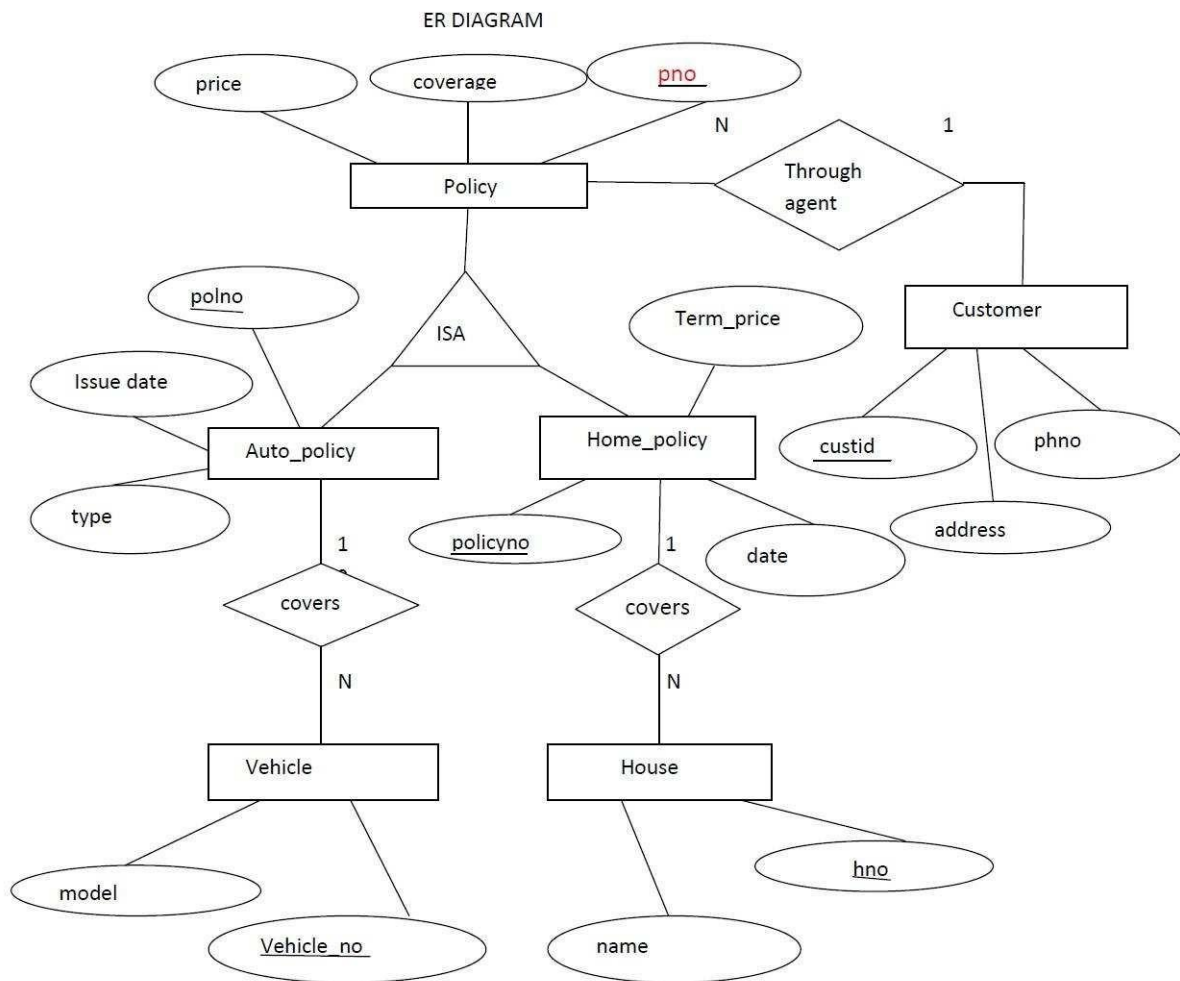 ER DIAGRAM
price
coverage
pno
N
1
Policy
Through
agent
polno
Term_price
Customer
ISA
Issue date
Auto_policy
Home_policy
custid
phno
type
policyno
date
address
1
1
covers
covers
N
N
Vehicle
House
model
hno
Vehicle_no
name